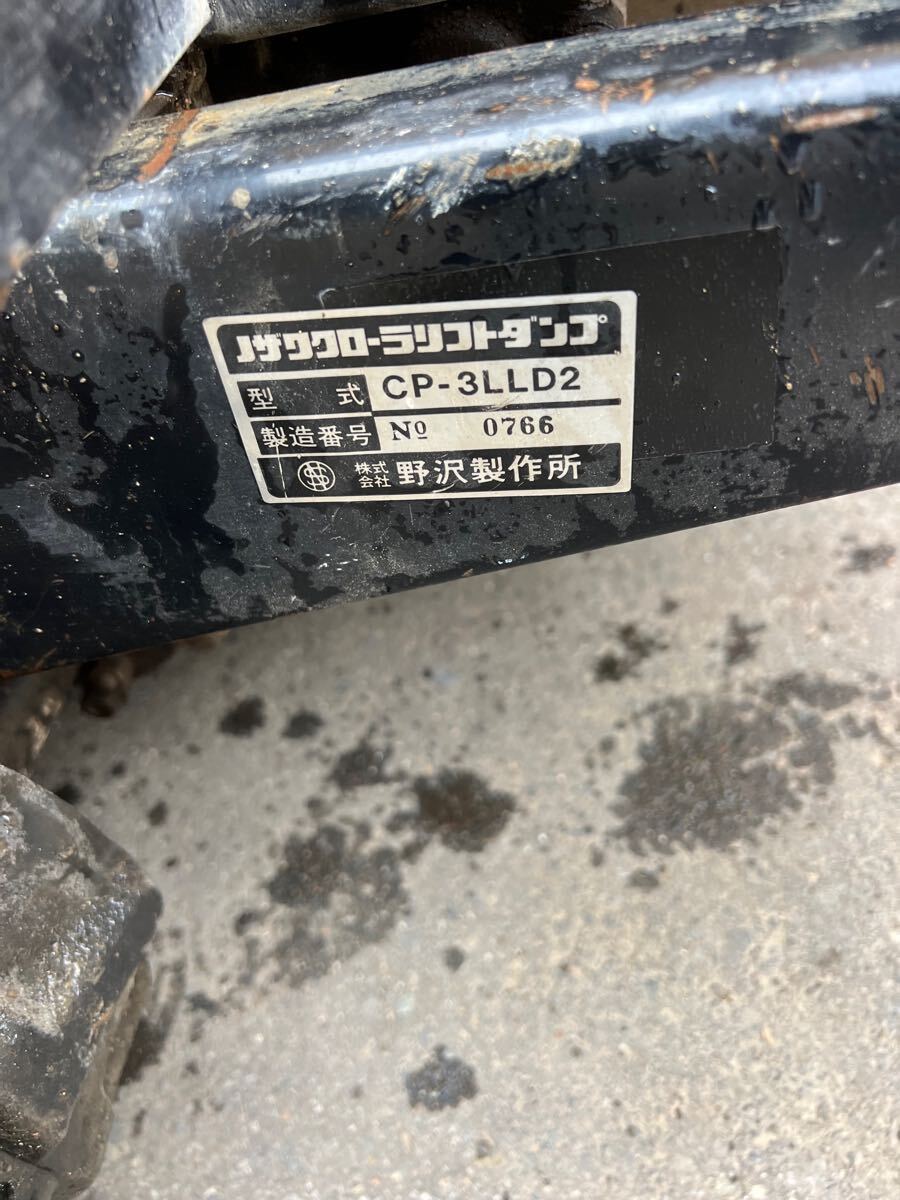 ノザワクローラリフトダンプ
型式 CP-3LLD2
製造番号 Nº 0766
株式会社 野沢製作所